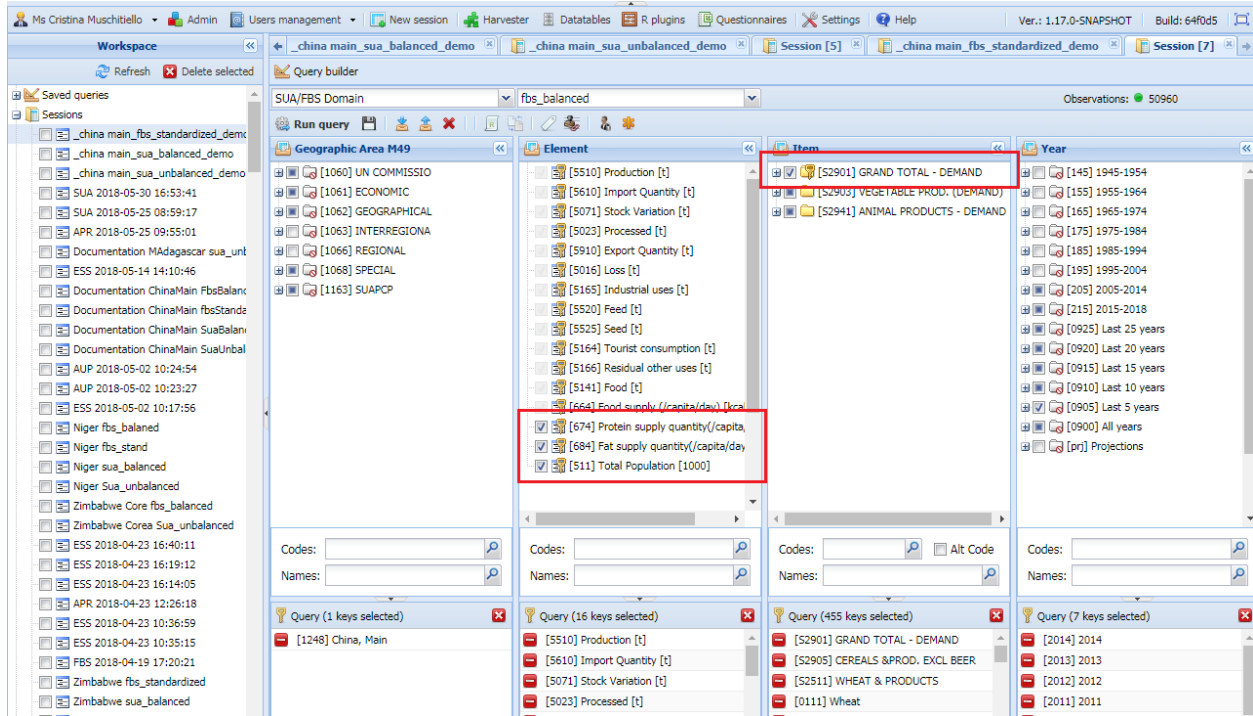 Ms Cristina Muschitiello Admin Users management New session Harvester Datatables R plugins Questionnaires Settings Help Ver.: 1.17.0-SNAPSHOT Build: 64f0d5
Workspace
_china main_sua_balanced_demo _china main_sua_unbalanced_demo Session [5] _china main_fbs_standardized_demo Session [7]
Refresh Delete selected
Query builder
Saved queries
Sessions
_china main_fbs_standardized_demo
_china main_sua_balanced_demo
_china main_sua_unbalanced_demo
SUA 2018-05-30 16:53:41
SUA 2018-05-25 08:59:17
APR 2018-05-25 09:55:01
Documentation MAdagascar sua_unb
ESS 2018-05-14 14:10:46
Documentation ChinaMain FbsBalanc
Documentation ChinaMain fbsStanda
Documentation ChinaMain SuaBalan
Documentation ChinaMain SuaUnbal
AUP 2018-05-02 10:24:54
AUP 2018-05-02 10:23:27
ESS 2018-05-02 10:17:56
Niger fbs_balaned
Niger fbs_stand
Niger sua_balanced
Niger Sua_unbalanced
Zimbabwe Core fbs_balanced
Zimbabwe Corea Sua_unbalanced
ESS 2018-04-23 16:40:11
ESS 2018-04-23 16:19:12
ESS 2018-04-23 16:14:05
APR 2018-04-23 12:26:18
ESS 2018-04-23 10:36:59
ESS 2018-04-23 10:35:15
FBS 2018-04-19 17:20:21
Zimbabwe fbs_standardized
Zimbabwe sua_balanced
SUA/FBS Domain fbs_balanced Observations: 50960
Run query
Geographic Area M49
[1060] UN COMMISSIO
[1061] ECONOMIC
[1062] GEOGRAPHICAL
[1063] INTERREGIONA
[1066] REGIONAL
[1068] SPECIAL
[1163] SUAPCP
Codes:
Names:
Query (1 keys selected)
[1248] China, Main
Element
[5510] Production [t]
[5610] Import Quantity [t]
[5071] Stock Variation [t]
[5023] Processed [t]
[5910] Export Quantity [t]
[5016] Loss [t]
[5165] Industrial uses [t]
[5520] Feed [t]
[5525] Seed [t]
[5164] Tourist consumption [t]
[5166] Residual other uses [t]
[5141] Food [t]
[664] Food supply (/capita/day) [kcal
[674] Protein supply quantity(/capita,
[684] Fat supply quantity(/capita/day
[511] Total Population [1000]
Codes:
Names:
Query (16 keys selected)
[5510] Production [t]
[5610] Import Quantity [t]
[5071] Stock Variation [t]
[5023] Processed [t]
Item
[S2901] GRAND TOTAL - DEMAND
[S2903] VEGETABLE PROD. (DEMAND)
[S2941] ANIMAL PRODUCTS - DEMAND
Codes: Alt Code
Names:
Query (455 keys selected)
[S2901] GRAND TOTAL - DEMAND
[S2905] CEREALS &PROD. EXCL BEER
[S2511] WHEAT & PRODUCTS
[0111] Wheat
Year
[145] 1945-1954
[155] 1955-1964
[165] 1965-1974
[175] 1975-1984
[185] 1985-1994
[195] 1995-2004
[205] 2005-2014
[215] 2015-2018
[0925] Last 25 years
[0920] Last 20 years
[0915] Last 15 years
[0910] Last 10 years
[0905] Last 5 years
[0900] All years
[prj] Projections
Codes:
Names:
Query (7 keys selected)
[2014] 2014
[2013] 2013
[2012] 2012
[2011] 2011